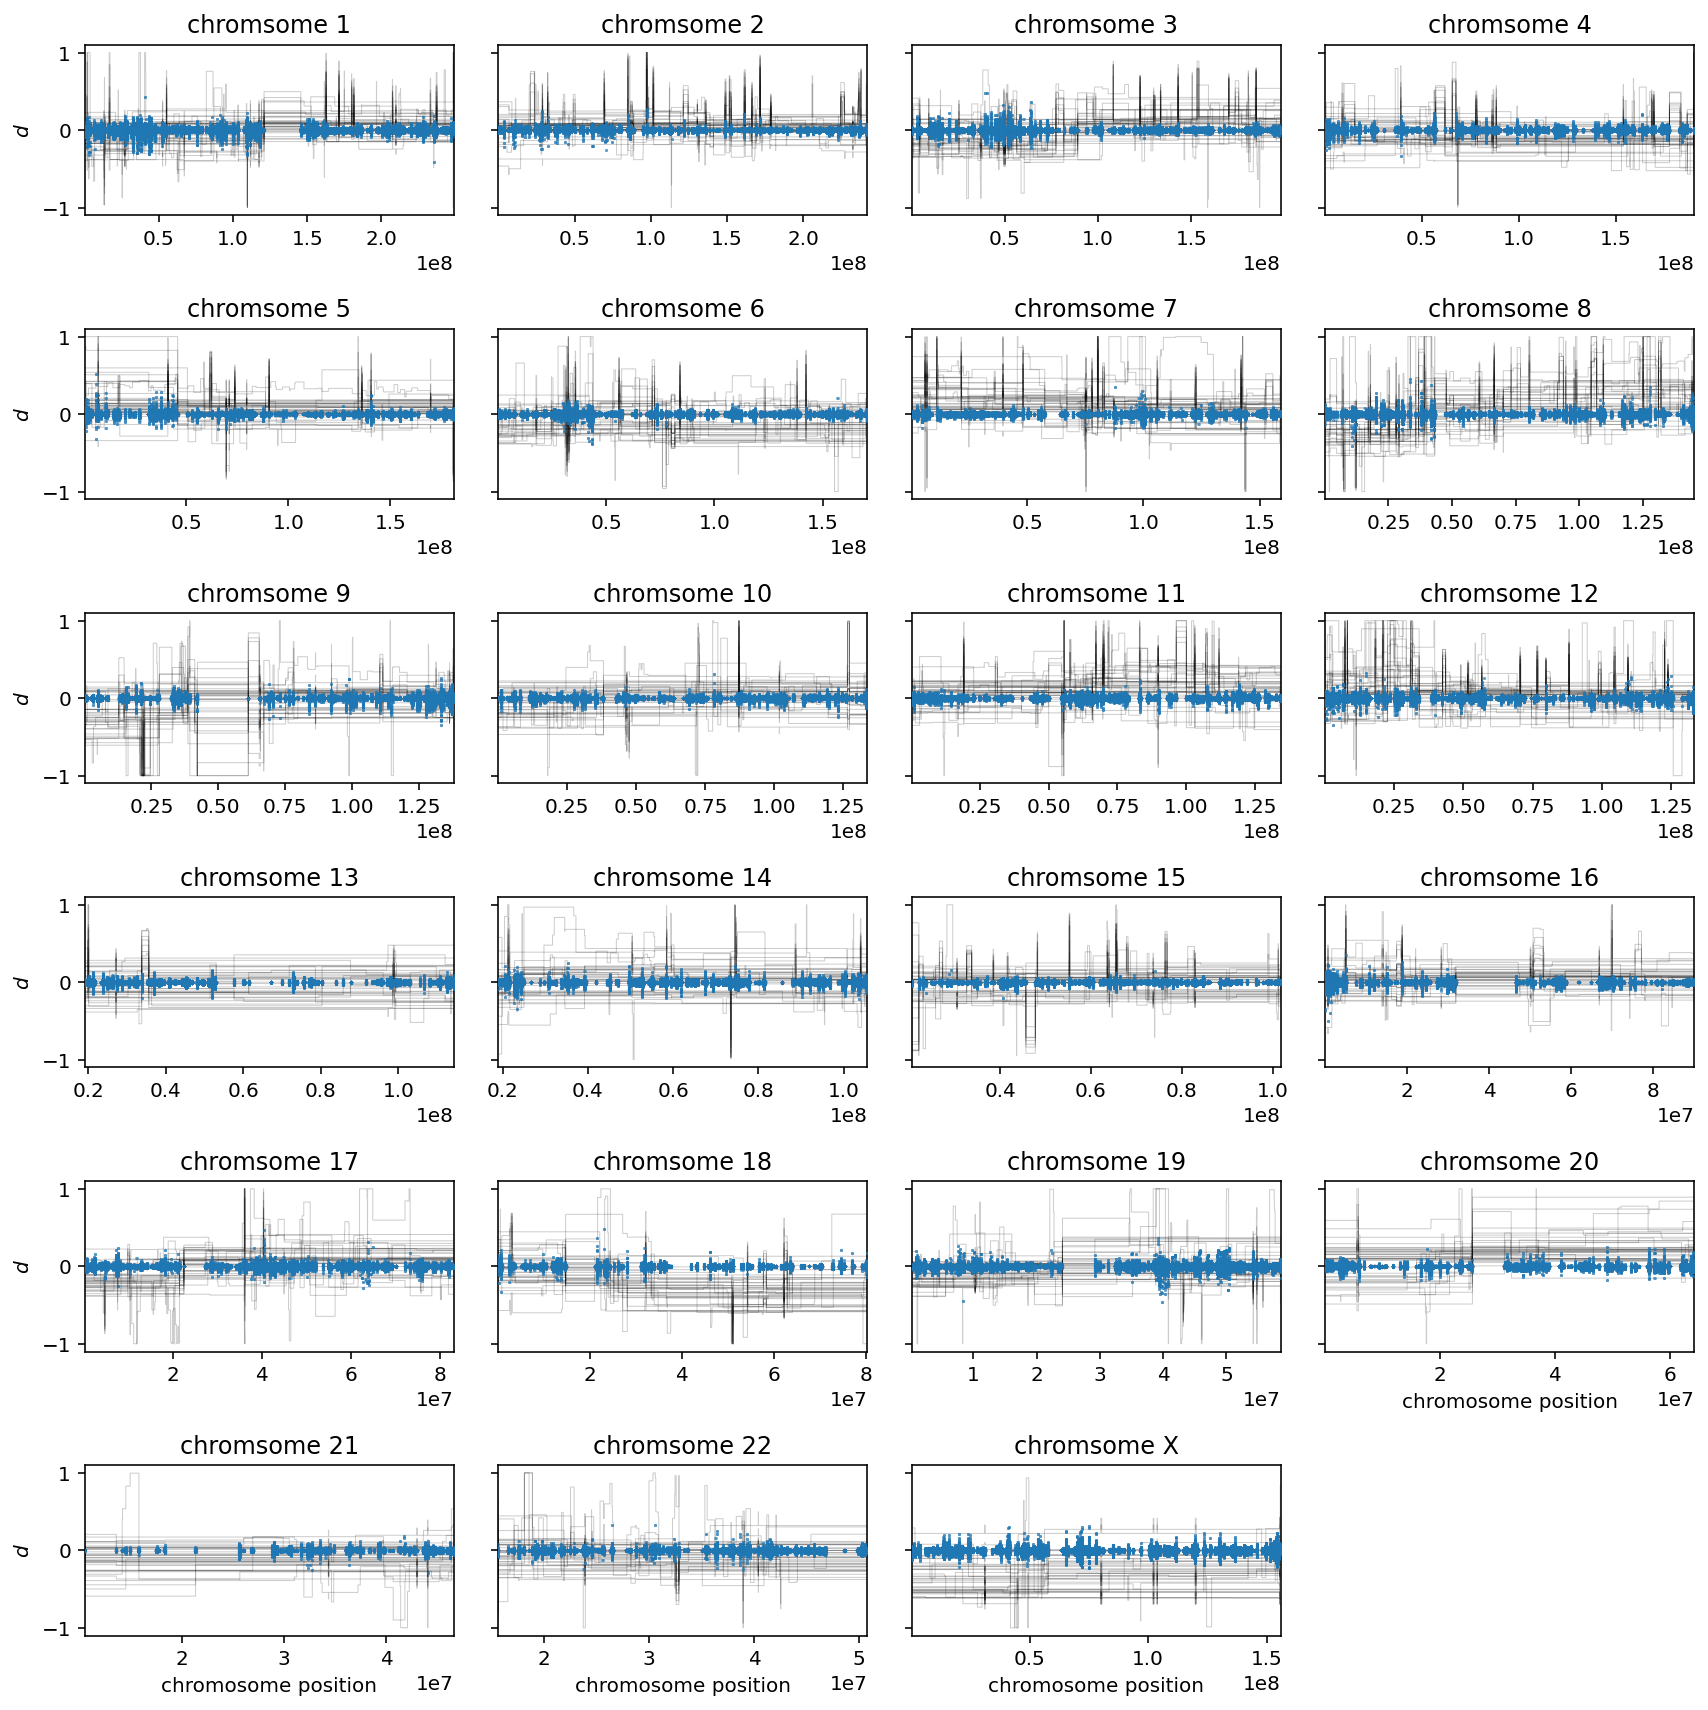 chromsome 1 chromsome 2 chromsome 3 chromsome 4
1
d 0
−1
0.5 1.0 1.5 2.0 0.5 1.0 1.5 2.0 0.5 1.0 1.5 0.5 1.0 1.5
1e8 1e8 1e8 1e8
chromsome 5 chromsome 6 chromsome 7 chromsome 8
1
d 0
−1
0.5 1.0 1.5 0.5 1.0 1.5 0.5 1.0 1.5 0.25 0.50 0.75 1.00 1.25
1e8 1e8 1e8 1e8
chromsome 9 chromsome 10 chromsome 11 chromsome 12
1
d 0
−1
0.25 0.50 0.75 1.00 1.25 0.25 0.50 0.75 1.00 1.25 0.25 0.50 0.75 1.00 1.25 0.25 0.50 0.75 1.00 1.25
1e8 1e8 1e8 1e8
chromsome 13 chromsome 14 chromsome 15 chromsome 16
1
d 0
−1
0.2 0.4 0.6 0.8 1.0 0.2 0.4 0.6 0.8 1.0 0.4 0.6 0.8 1.0 2 4 6 8
1e8 1e8 1e8 1e7
chromsome 17 chromsome 18 chromsome 19 chromsome 20
1
d 0
−1
2 4 6 8 2 4 6 8 1 2 3 4 5 2 4 6
1e7 1e7 1e7 chromosome position 1e7
chromsome 21 chromsome 22 chromsome X
1
d 0
−1
2 3 4 2 3 4 5 0.5 1.0 1.5
chromosome position 1e7 chromosome position 1e7 chromosome position 1e8